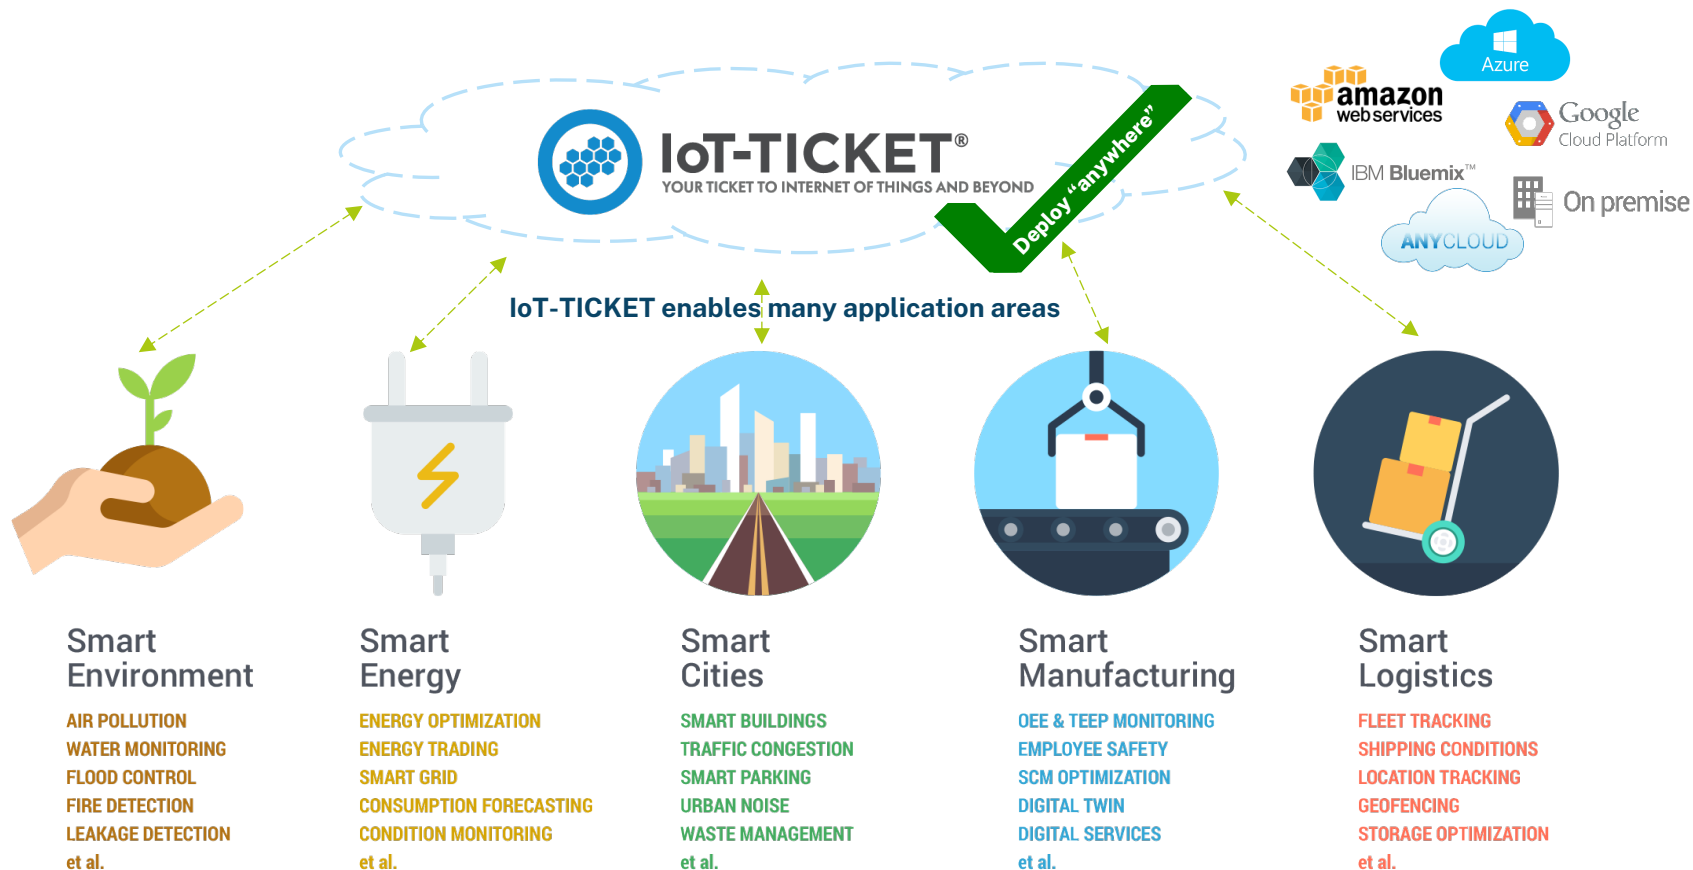 IoT-TICKET®
YOUR TICKET TO INTERNET OF THINGS AND BEYOND
Deploy “anywhere”
Azure
amazon
web services
Google
Cloud Platform
IBM Bluemix™
On premise
ANYCLOUD
IoT-TICKET enables many application areas
Smart
Environment
AIR POLLUTION
WATER MONITORING
FLOOD CONTROL
FIRE DETECTION
LEAKAGE DETECTION
et al.
Smart
Energy
ENERGY OPTIMIZATION
ENERGY TRADING
SMART GRID
CONSUMPTION FORECASTING
CONDITION MONITORING
et al.
Smart
Cities
SMART BUILDINGS
TRAFFIC CONGESTION
SMART PARKING
URBAN NOISE
WASTE MANAGEMENT
et al.
Smart
Manufacturing
OEE & TEEP MONITORING
EMPLOYEE SAFETY
SCM OPTIMIZATION
DIGITAL TWIN
DIGITAL SERVICES
et al.
Smart
Logistics
FLEET TRACKING
SHIPPING CONDITIONS
LOCATION TRACKING
GEOFENCING
STORAGE OPTIMIZATION
et al.